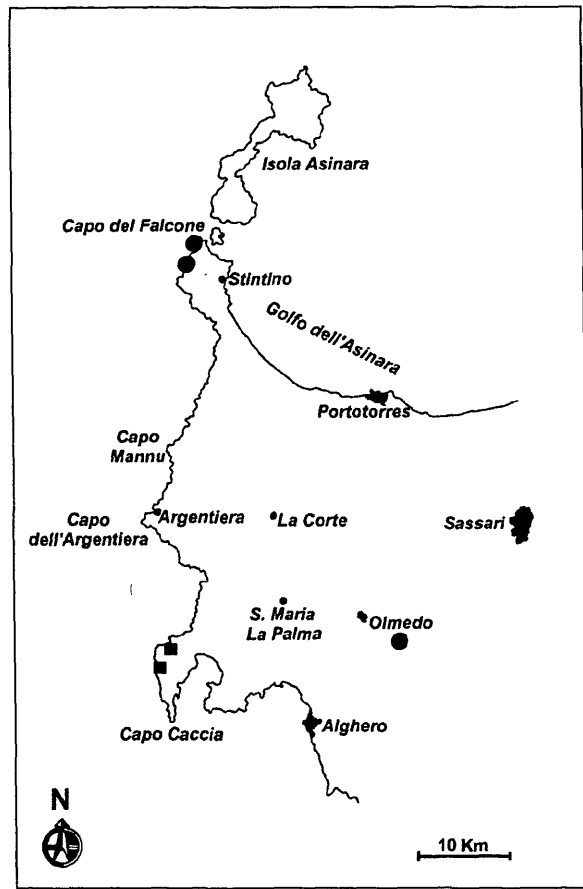 Isola Asinara
Capo del Falcone
Stintino
Golfo dell'Asinara
Portotorres
Capo
Mannu
Argentiera
Capo
dell'Argentiera
La Corte
Sassari
S. Maria
La Palma
Olmedo
Capo Caccia
Alghero
N
10 Km